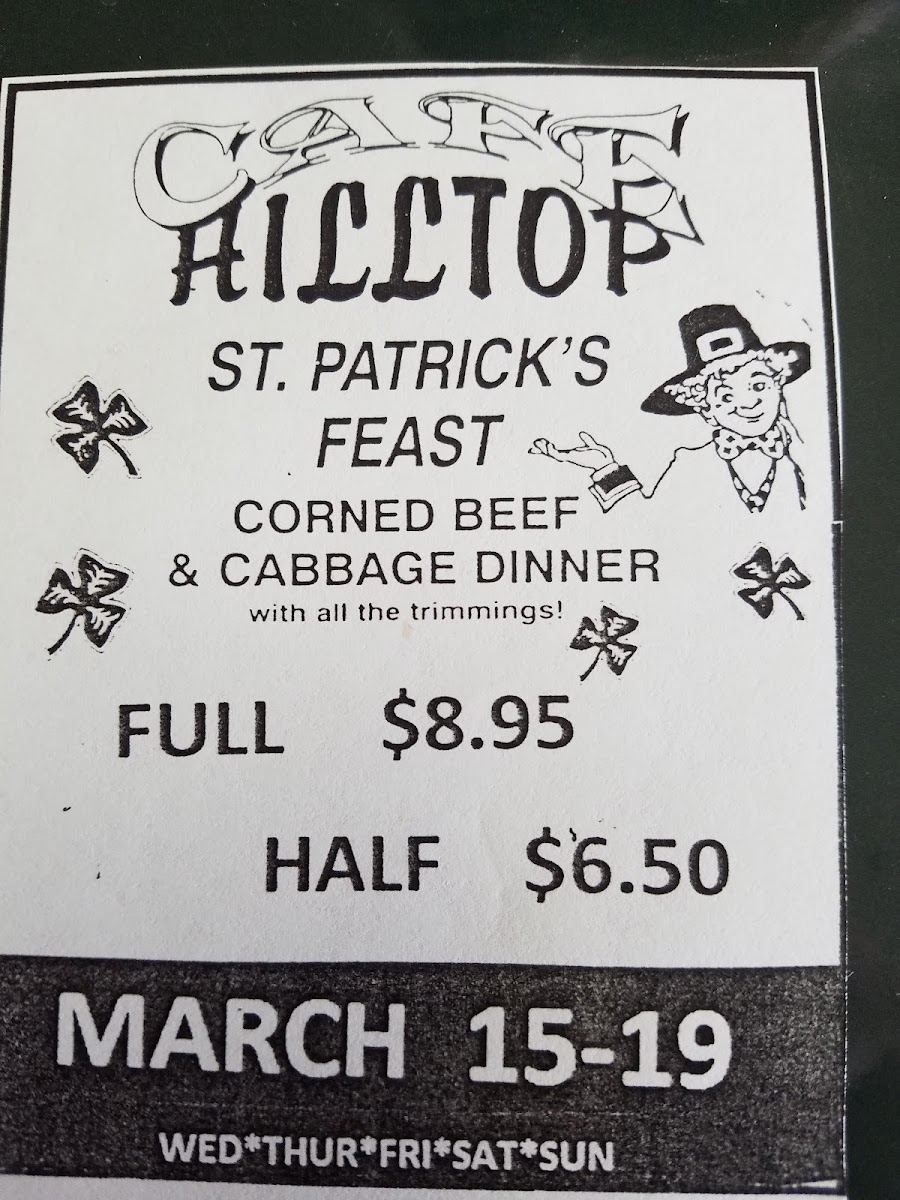 CAFE
HILLTOP
ST. PATRICK'S
FEAST
CORNED BEEF
& CABBAGE DINNER
with all the trimmings!
FULL $8.95
HALF $6.50
MARCH 15-19
WED*THUR*FRI*SAT*SUN